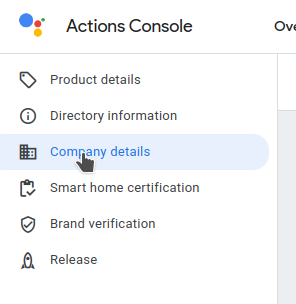 Actions Console
Ove
Product details
Directory information
Company details
Smart home certification
Brand verification
Release